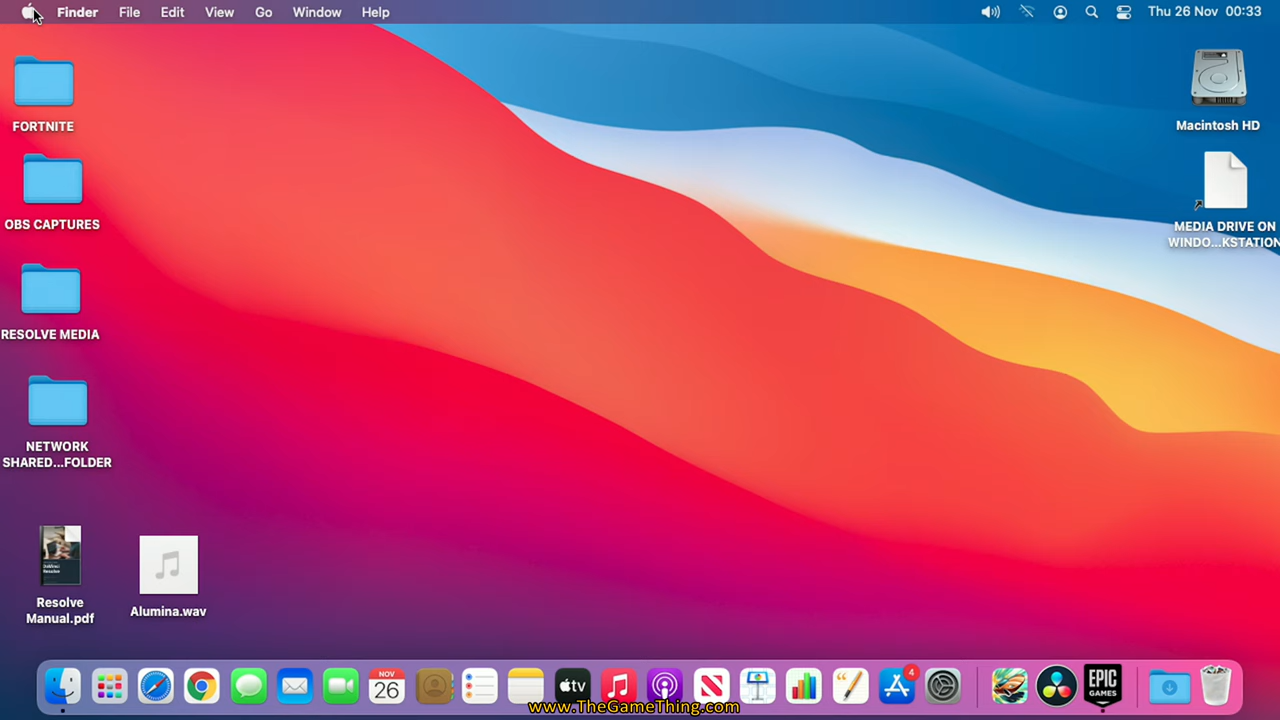 Finder File Edit View Go Window Help Thu 26 Nov 00:33
FORTNITE
OBS CAPTURES
RESOLVE MEDIA
NETWORK
SHARED...FOLDER
Resolve
Manual.pdf
Alumina.wav
Macintosh HD
MEDIA DRIVE ON
WINDO...KSTATION
NOV
26
tv
4
EPIC
GAMES
www.TheGameThing.com